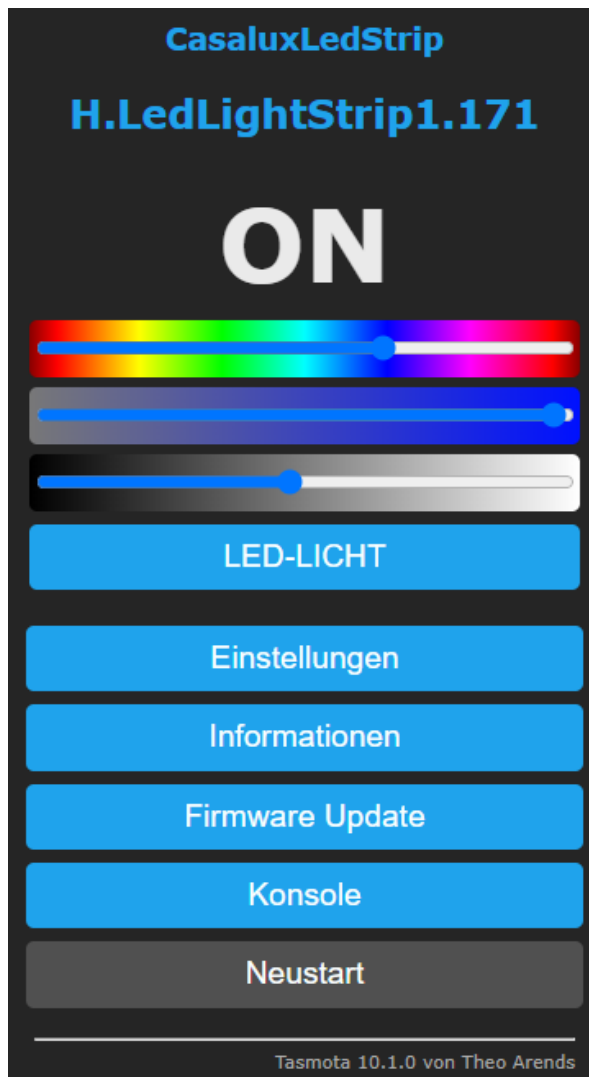 CasaluxLedStrip
H.LedLightStrip1.171
ON
LED-LICHT
Einstellungen
Informationen
Firmware Update
Konsole
Neustart
Tasmota 10.1.0 von Theo Arends